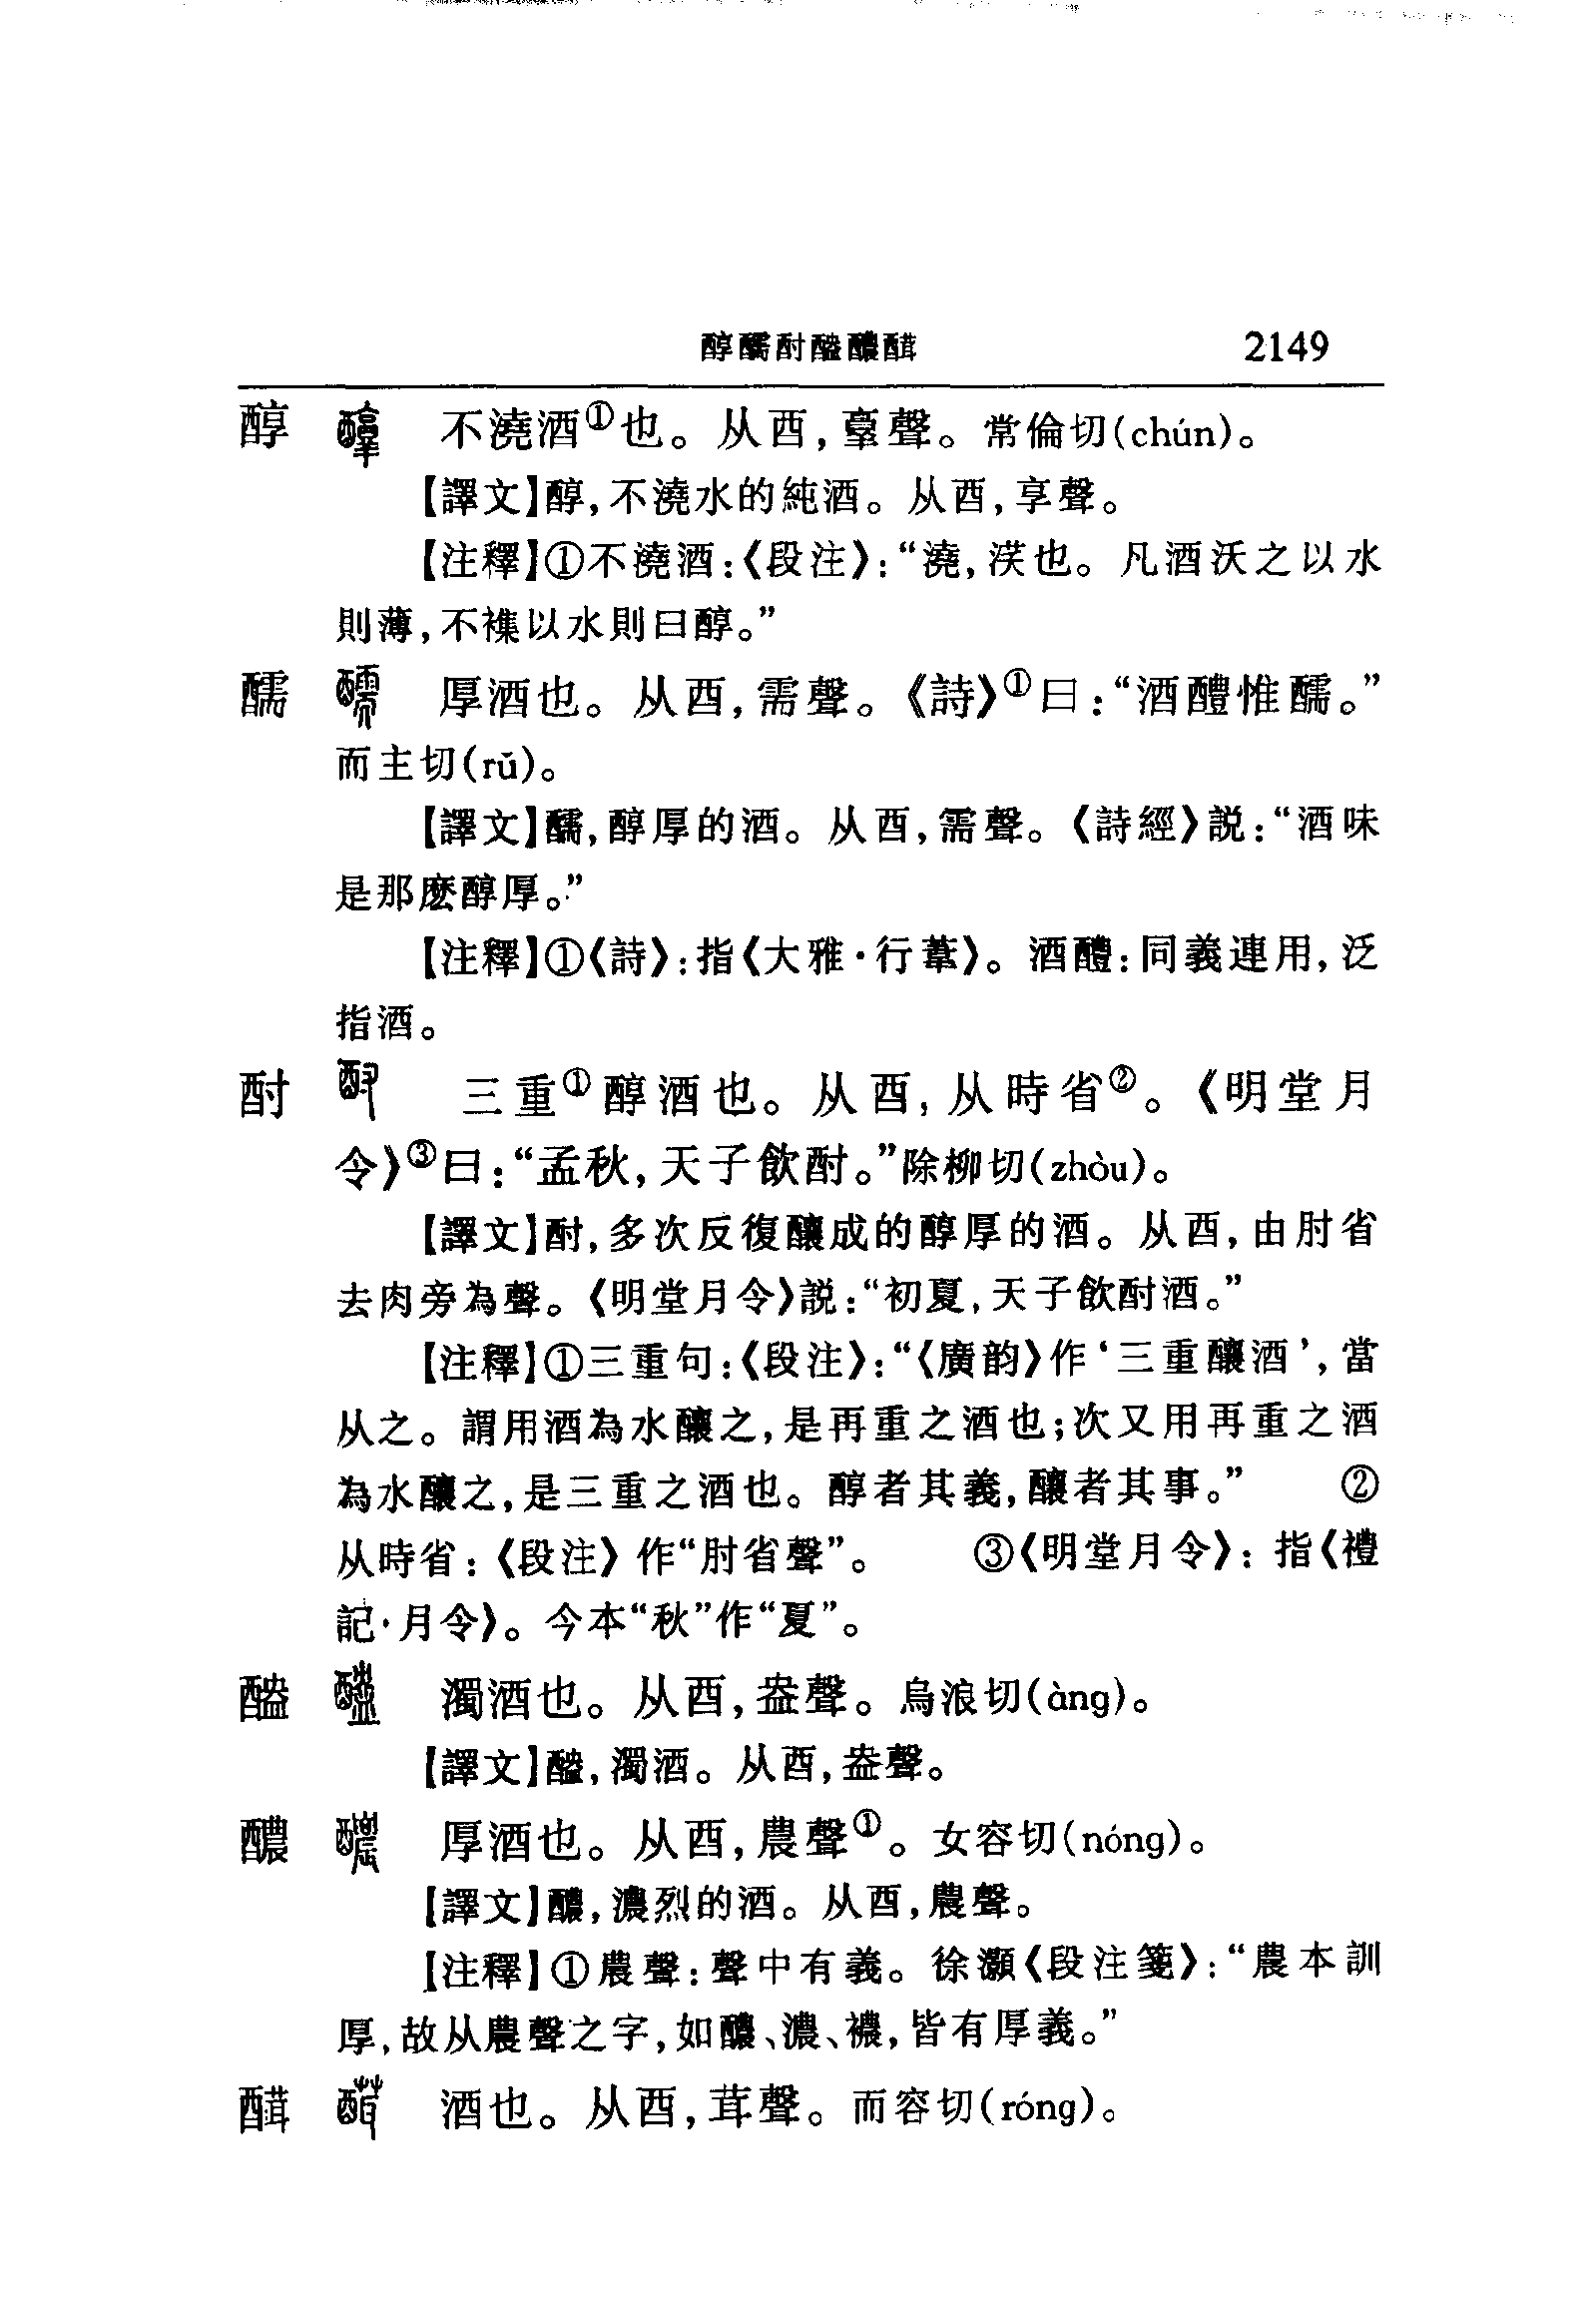 醇醹酎醠醲醋 2149
醇 不澆酒①也。从酉，𦎧聲。常倫切(chún)。
【譯文】醇，不澆水的純酒。从酉，享聲。
【注釋】①不澆酒：《段注》：“澆，渎也。凡酒沃之以水
則薄，不襍以水則曰醇。”
醹 厚酒也。从酉，需聲。《詩》①曰：“酒醴惟醹。”
而主切(rǔ)。
【譯文】醹，醇厚的酒。从酉，需聲。《詩經》説：“酒味
是那麽醇厚。”
【注釋】①《詩》：指《大雅·行葦》。酒醴：同義連用，泛
指酒。
酎 三重①醇酒也。从酉，从時省②。《明堂月
令》③曰：“孟秋，天子飲酎。”除柳切(zhòu)。
【譯文】酎，多次反復釀成的醇厚的酒。从酉，由肘省
去肉旁為聲。《明堂月令》説：“初夏，天子飲酎酒。”
【注釋】①三重句：《段注》：“《廣韵》作‘三重釀酒’，當
从之。謂用酒為水釀之，是再重之酒也；次又用再重之酒
為水釀之，是三重之酒也。醇者其義，釀者其事。” ②
从時省：《段注》作“肘省聲”。 ③《明堂月令》：指《禮
記·月令》。今本“秋”作“夏”。
醠 濁酒也。从酉，盎聲。烏浪切(àng)。
【譯文】醠，濁酒。从酉，盎聲。
醲 厚酒也。从酉，農聲①。女容切(nóng)。
【譯文】醲，濃烈的酒。从酉，農聲。
【注釋】①農聲：聲中有義。徐灝《段注箋》：“農本訓
厚，故从農聲之字，如醲、濃、襛，皆有厚義。”
酒也。从酉，茸聲。而容切(róng)。